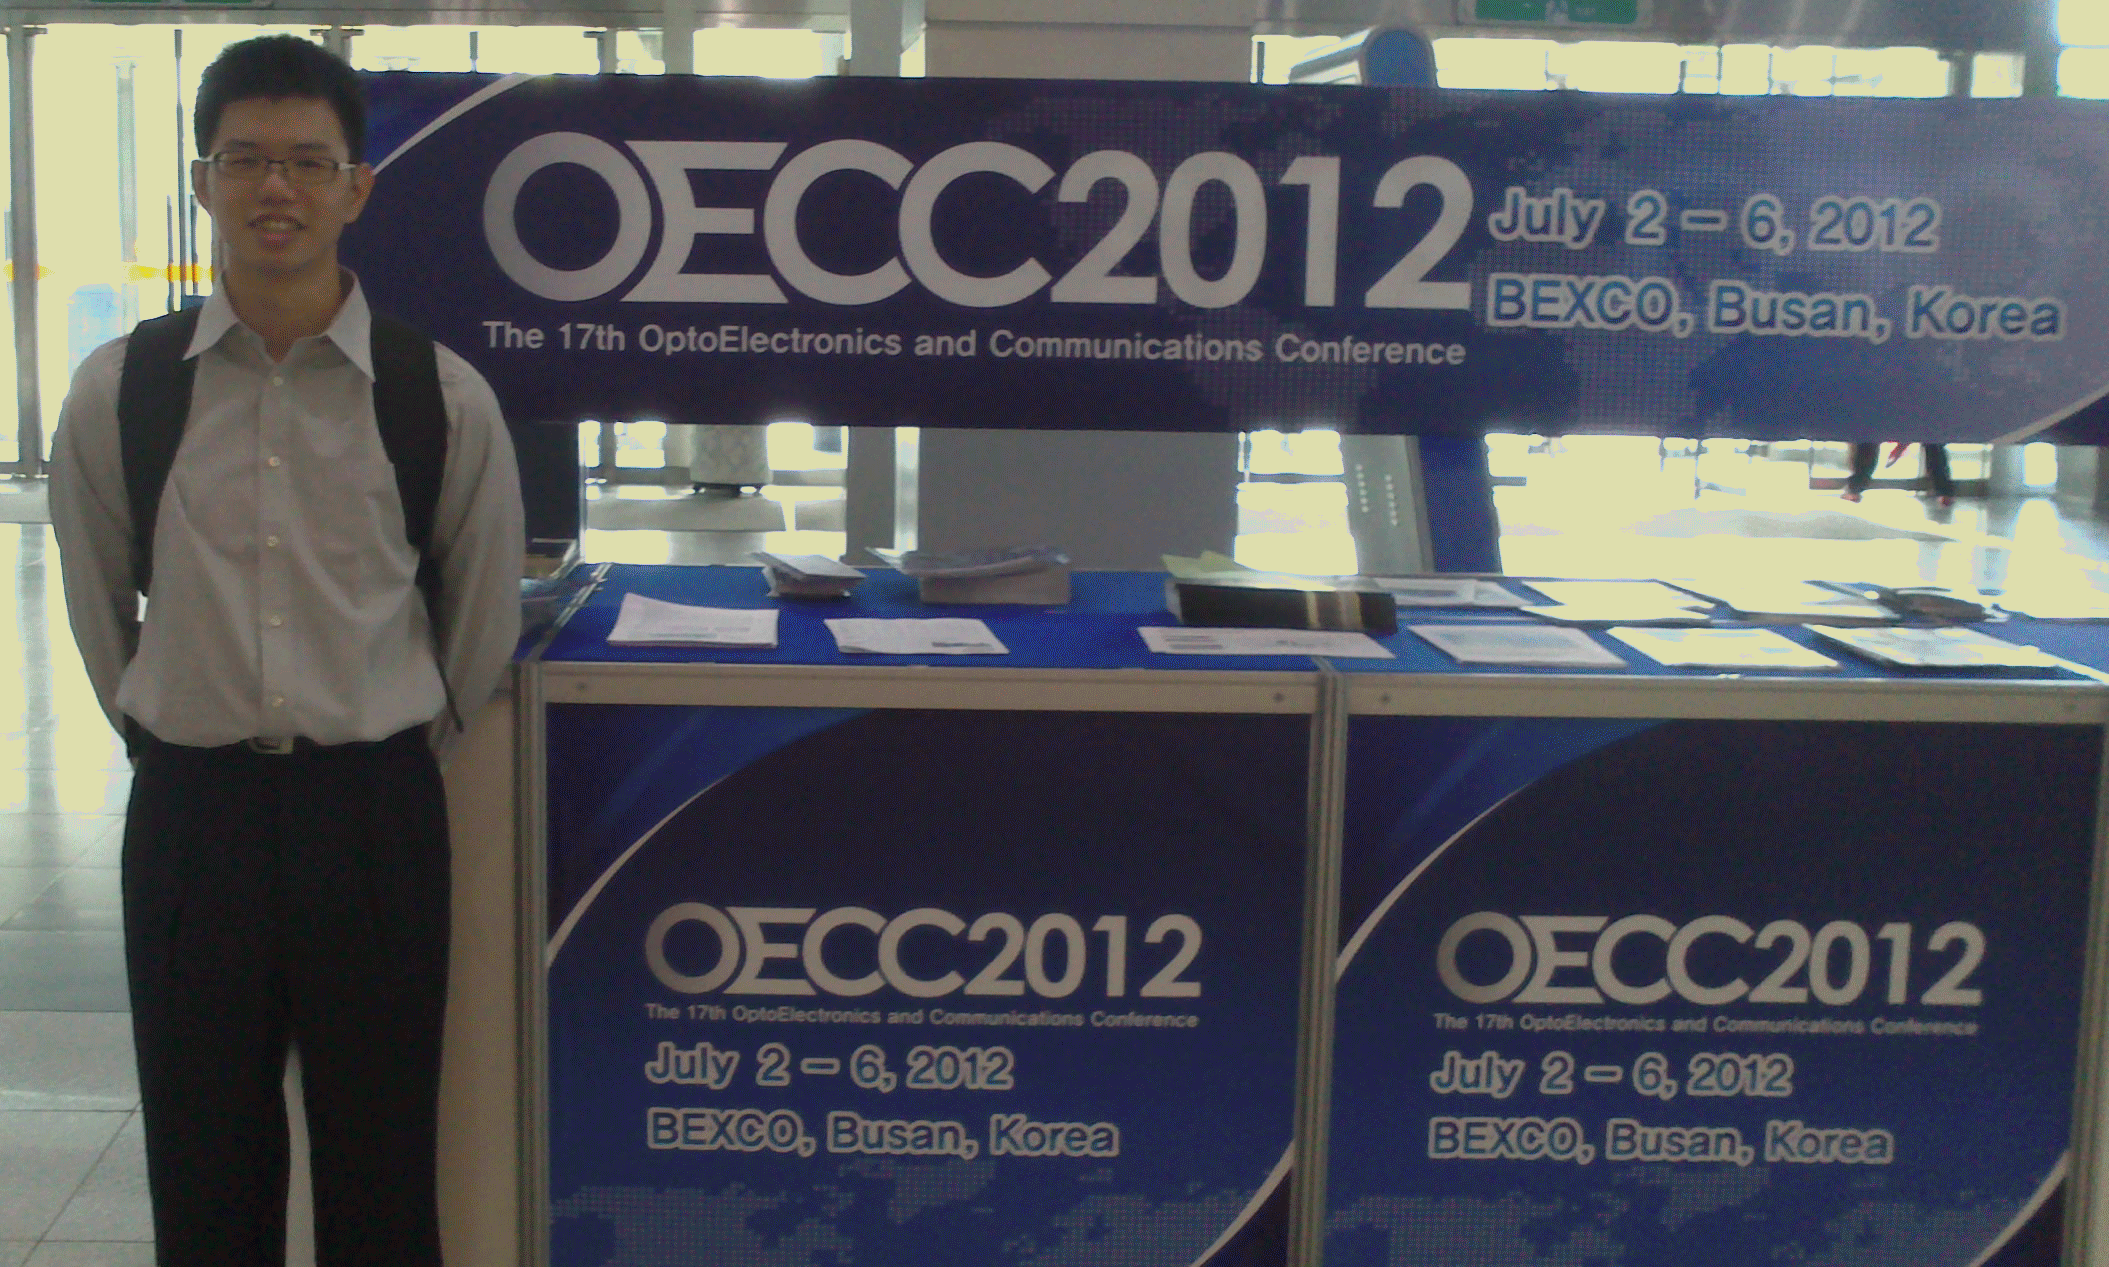 OECC2012
The 17th OptoElectronics and Communications Conference
July 2 – 6, 2012
BEXCO, Busan, Korea
OECC2012
The 17th OptoElectronics and Communications Conference
July 2 – 6, 2012
BEXCO, Busan, Korea
OECC2012
The 17th OptoElectronics and Communications Conference
July 2 – 6, 2012
BEXCO, Busan, Korea